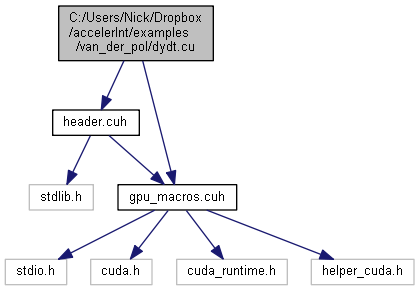 C:/Users/Nick/Dropbox
/accelerInt/examples
/van_der_pol/dydt.cu
header.cuh
stdlib.h
gpu_macros.cuh
stdio.h
cuda.h
cuda_runtime.h
helper_cuda.h